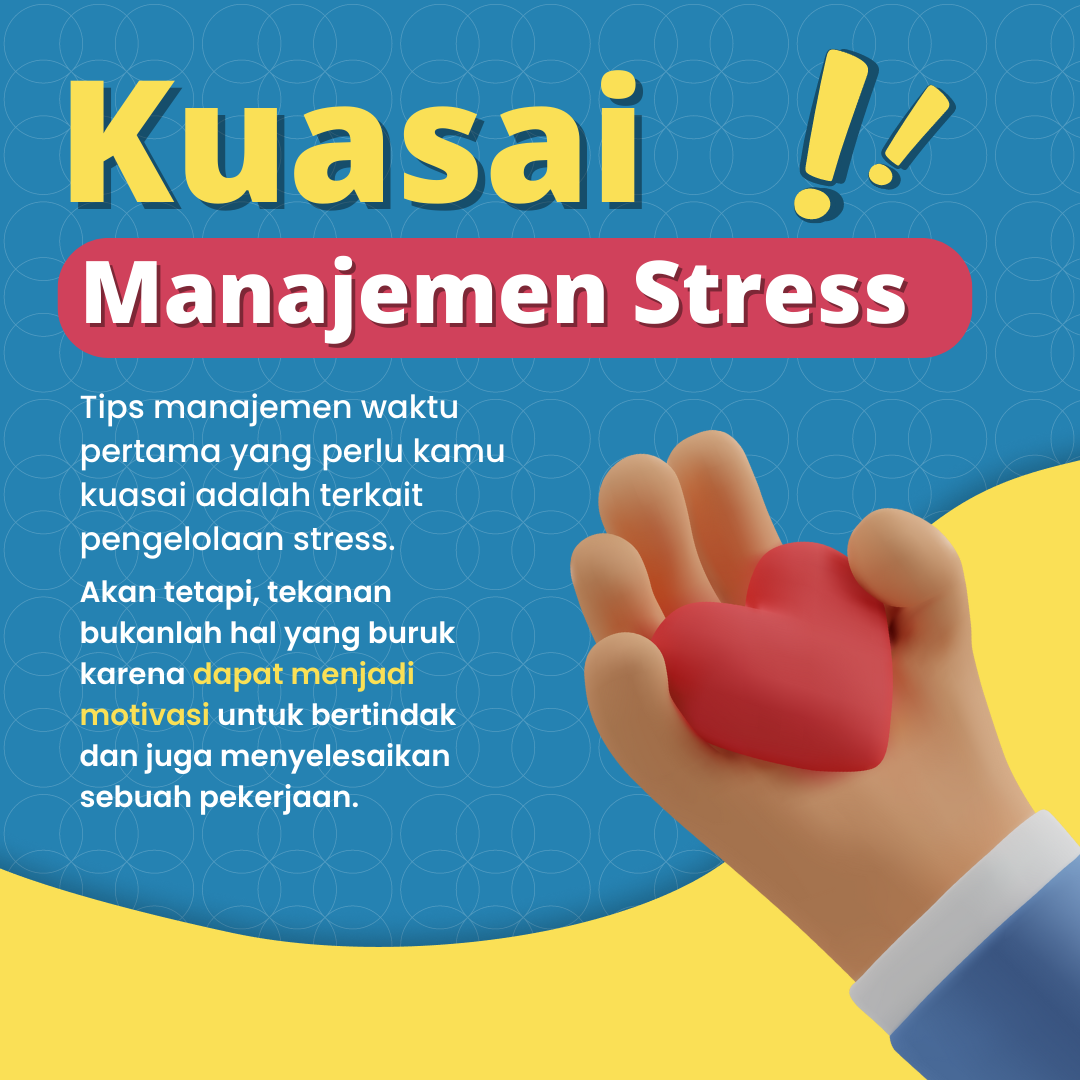 Kuasai !!
Manajemen Stress
Tips manajemen waktu
pertama yang perlu kamu
kuasai adalah terkait
pengelolaan stress.
Akan tetapi, tekanan
bukanlah hal yang buruk
karena dapat menjadi
motivasi untuk bertindak
dan juga menyelesaikan
sebuah pekerjaan.